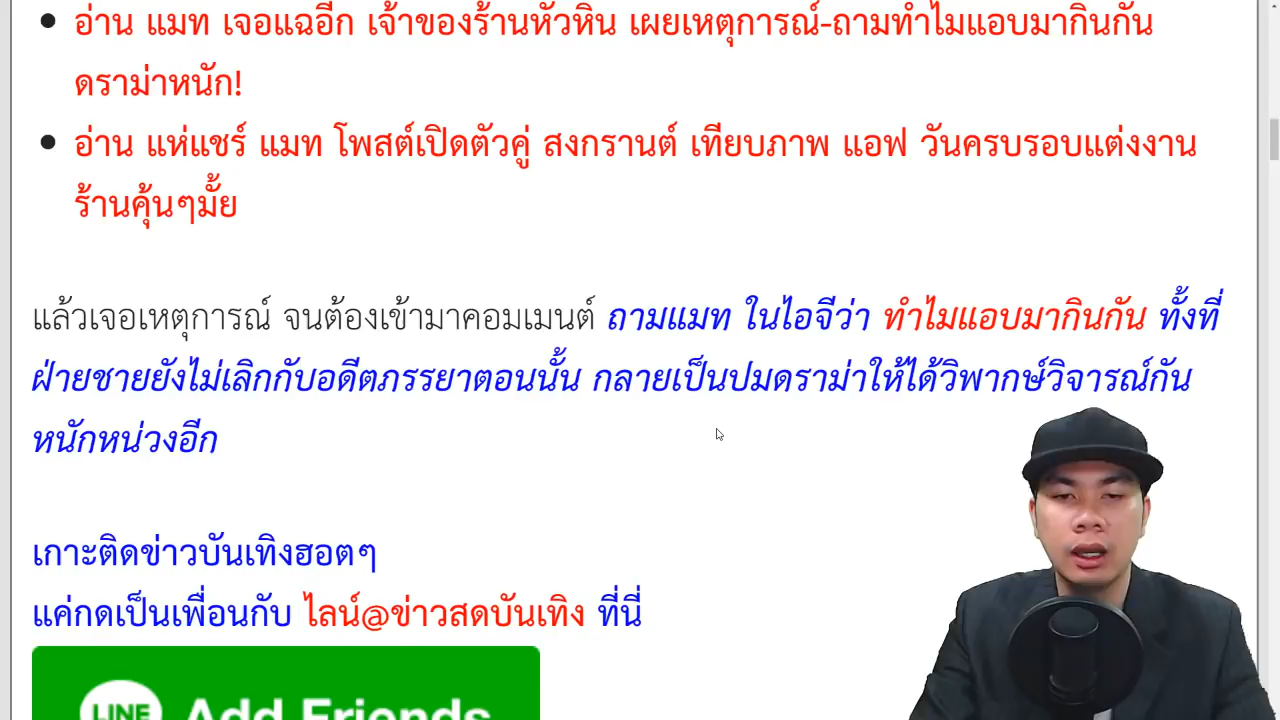 อ่าน แมท เจอแฉอีก เจ้าของร้านหัวหิน เผยเหตุการณ์-ถามทำไมแอบมากินกัน
ดราม่าหนัก!
อ่าน แห่แชร์ แมท โพสต์เปิดตัวคู่ สงกรานต์ เทียบภาพ แอฟ วันครบรอบแต่งงาน
ร้านคุ้นๆมั้ย
แล้วเจอเหตุการณ์ จนต้องเข้ามาคอมเมนต์ ถามแมท ในไอจีว่า ทำไมแอบมากินกัน ทั้งที่
ฝ่ายชายยังไม่เลิกกับอดีตภรรยาตอนนั้น กลายเป็นปมดราม่าให้ได้วิพากษ์วิจารณ์กัน
หนักหน่วงอีก
เกาะติดข่าวบันเทิงฮอตๆ
แค่กดเป็นเพื่อนกับ ไลน์@ข่าวสดบันเทิง ที่นี่
LINE Add Friends